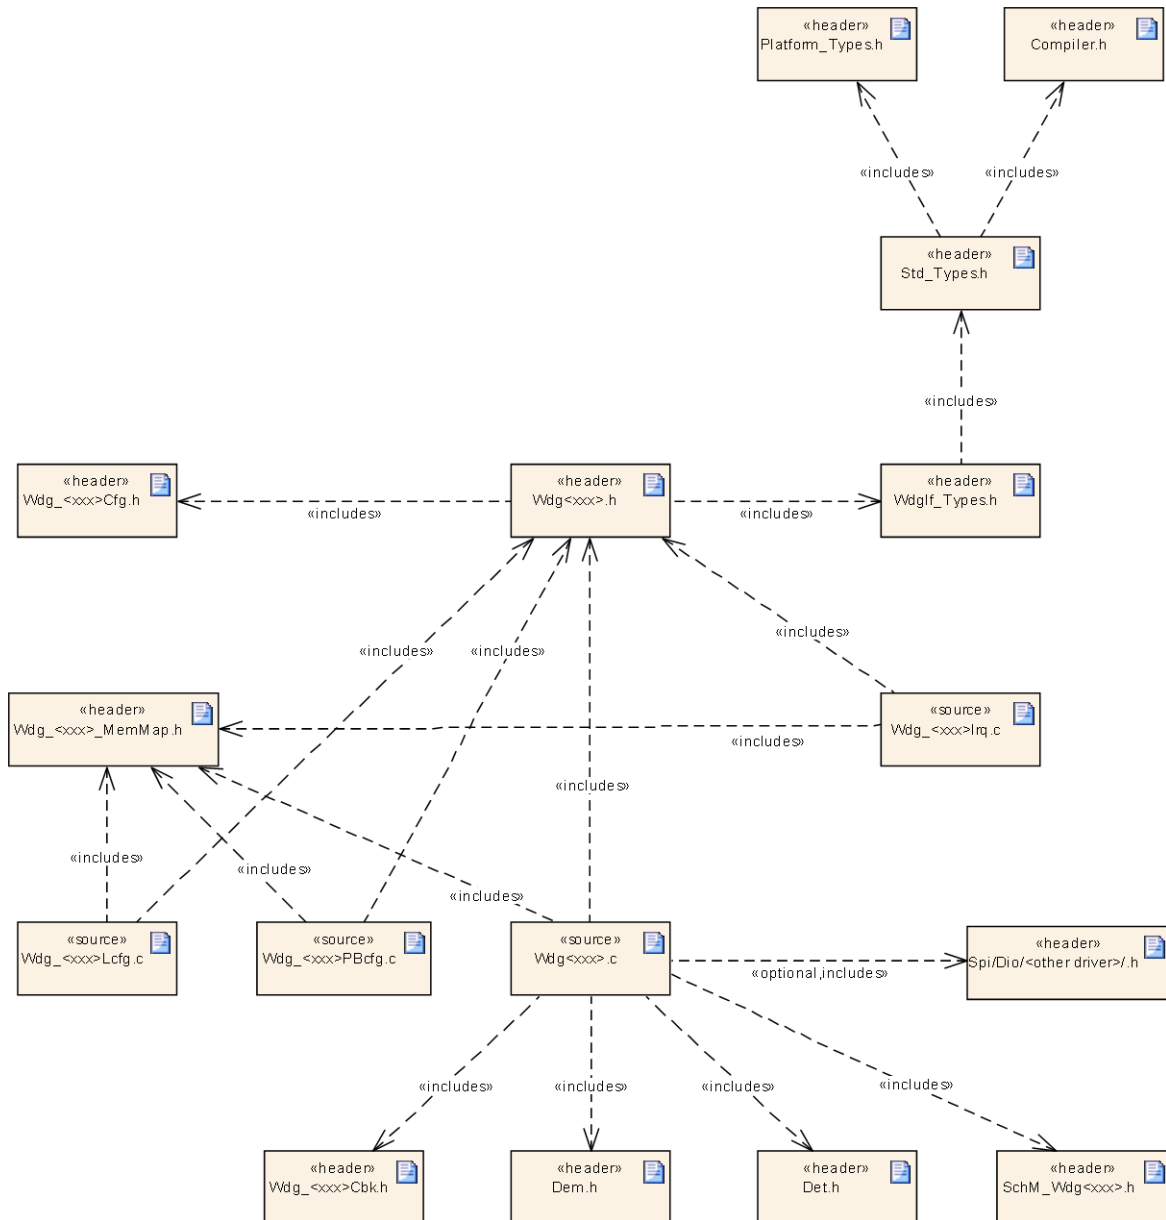 «header»
Platform_Types.h
«header»
Compiler.h
«includes»
«includes»
«header»
Std_Types.h
«includes»
«header»
Wdg_<xxx>Cfg.h
«header»
Wdg<xxx>.h
«header»
WdgIf_Types.h
«includes»
«includes»
«includes»
«includes»
«includes»
«header»
Wdg_<xxx>_MemMap.h
«source»
Wdg_<xxx>Irq.c
«includes»
«includes»
«includes»
«includes»
«includes»
«source»
Wdg_<xxx>Lcfg.c
«source»
Wdg_<xxx>PBcfg.c
«source»
Wdg<xxx>.c
«header»
Spi/Dio/<other driver>/.h
«optional,includes»
«includes»
«includes»
«includes»
«includes»
«header»
Wdg_<xxx>Cbk.h
«header»
Dem.h
«header»
Det.h
«header»
SchM_Wdg<xxx>.h